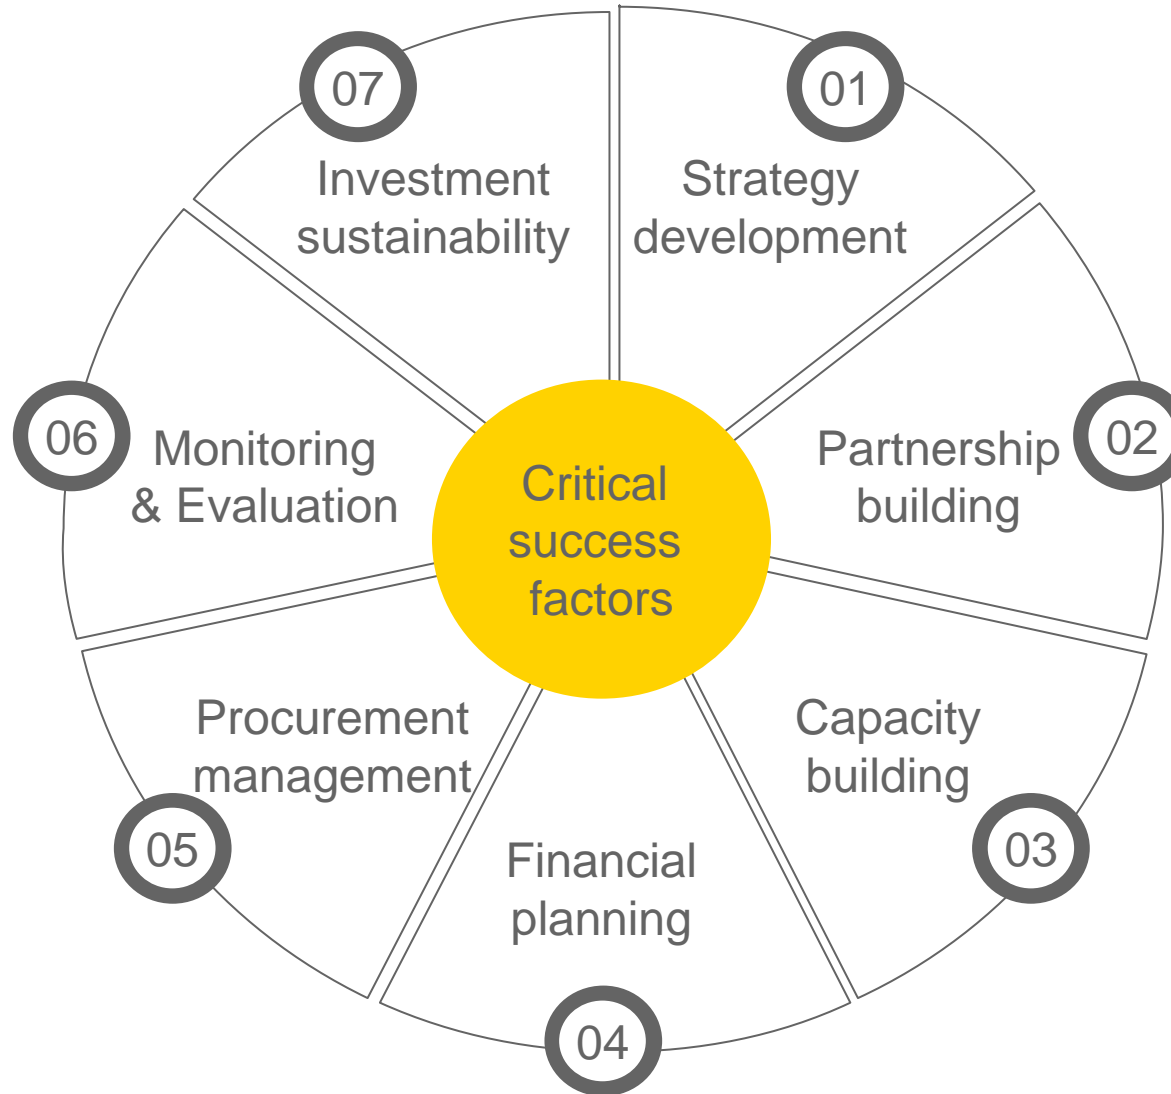 Critical
success
factors
01
Strategy
development
02
Partnership
building
03
Capacity
building
04
Financial
planning
05
Procurement
management
06
Monitoring
& Evaluation
07
Investment
sustainability